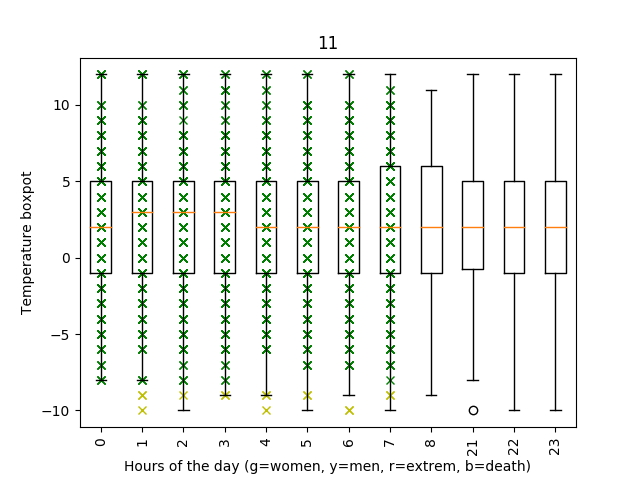 11
Temperature boxpot
10
5
0
−5
−10
0 1 2 3 4 5 6 7 8 21 22 23
Hours of the day (g=women, y=men, r=extrem, b=death)